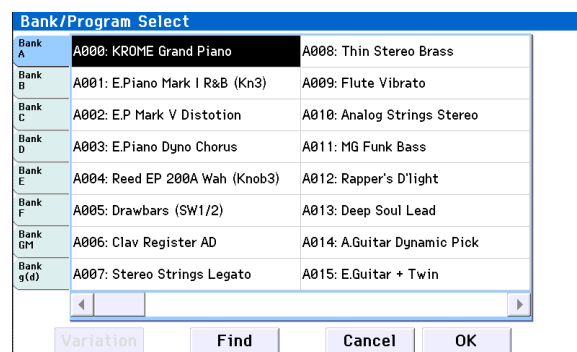 Bank/Program Select
Bank A
A000: KROME Grand Piano
A008: Thin Stereo Brass
Bank B
A001: E.Piano Mark I R&B (Kn3)
A009: Flute Vibrato
Bank C
A002: E.P Mark V Distotion
A010: Analog Strings Stereo
Bank D
A003: E.Piano Dyno Chorus
A011: MG Funk Bass
Bank E
A004: Reed EP 200A Wah (Knob3)
A012: Rapper's D'light
Bank F
A005: Drawbars (SW1/2)
A013: Deep Soul Lead
Bank GM
A006: Clav Register AD
A014: A.Guitar Dynamic Pick
Bank g(d)
A007: Stereo Strings Legato
A015: E.Guitar + Twin
Variation
Find
Cancel
OK